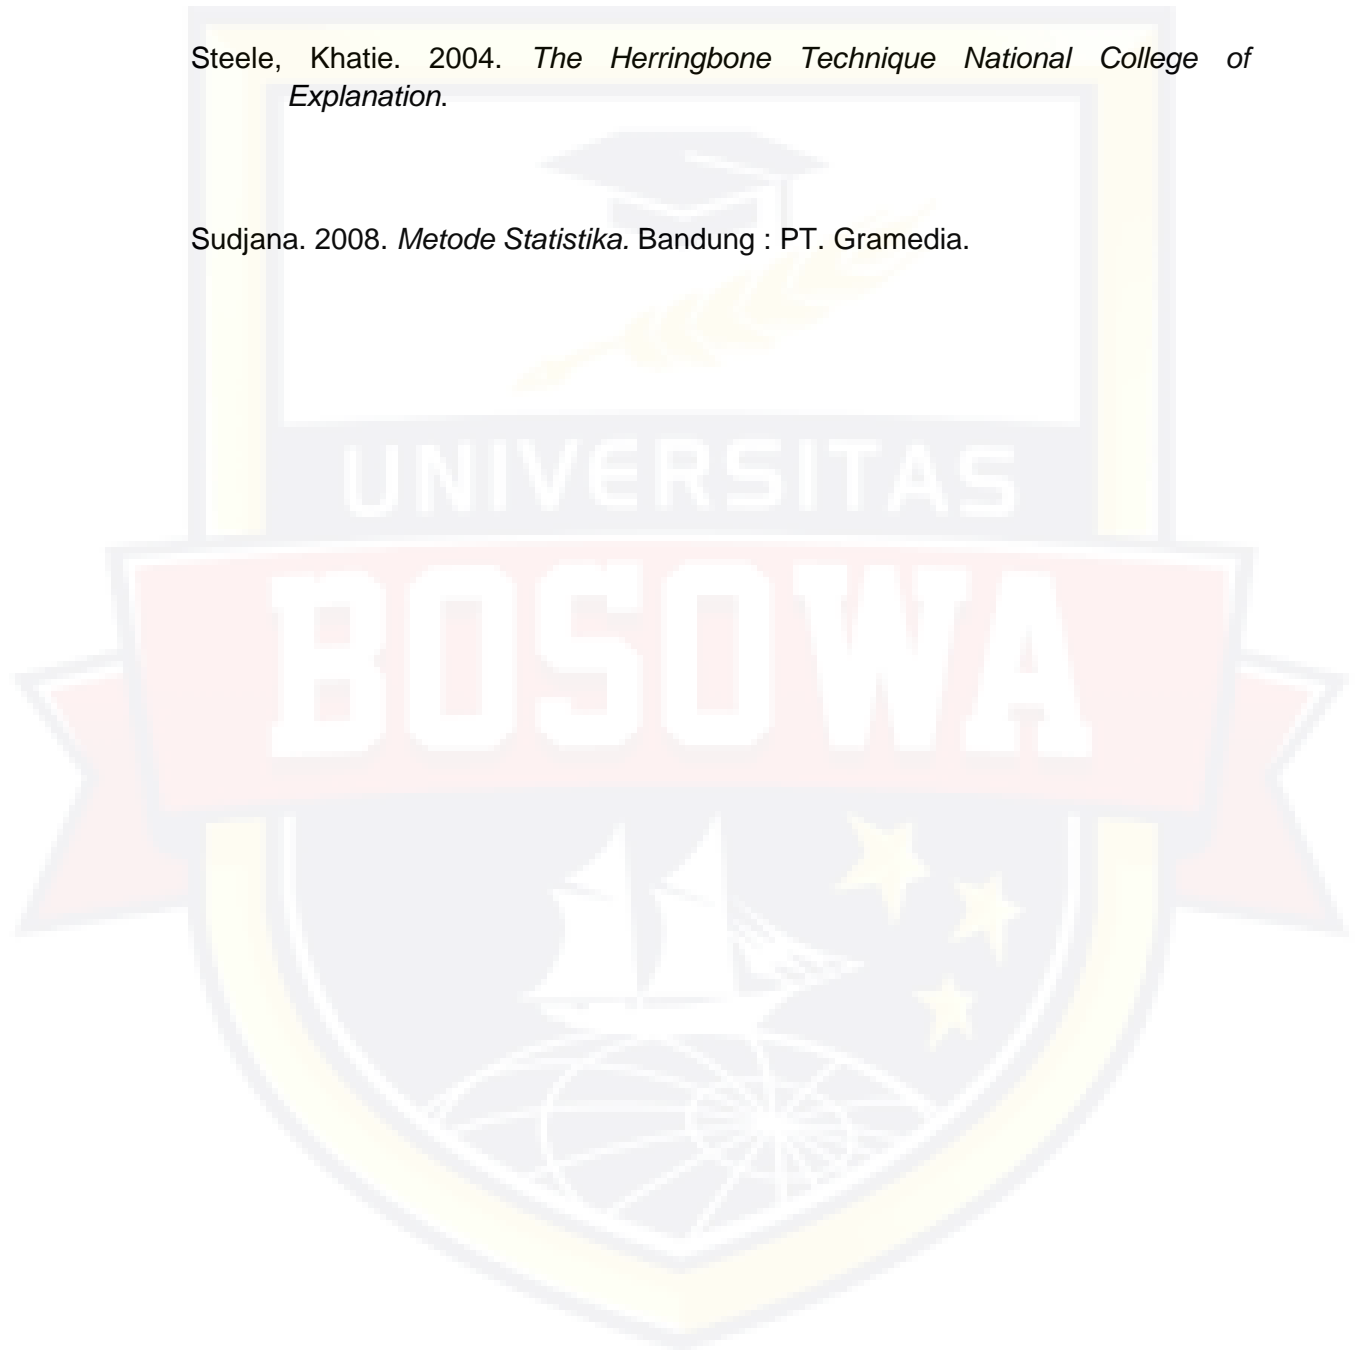 Steele, Khatie. 2004. The Herringbone Technique National College of
Explanation.
Sudjana. 2008. Metode Statistika. Bandung : PT. Gramedia.
UNIVERSITAS
BOSOWA